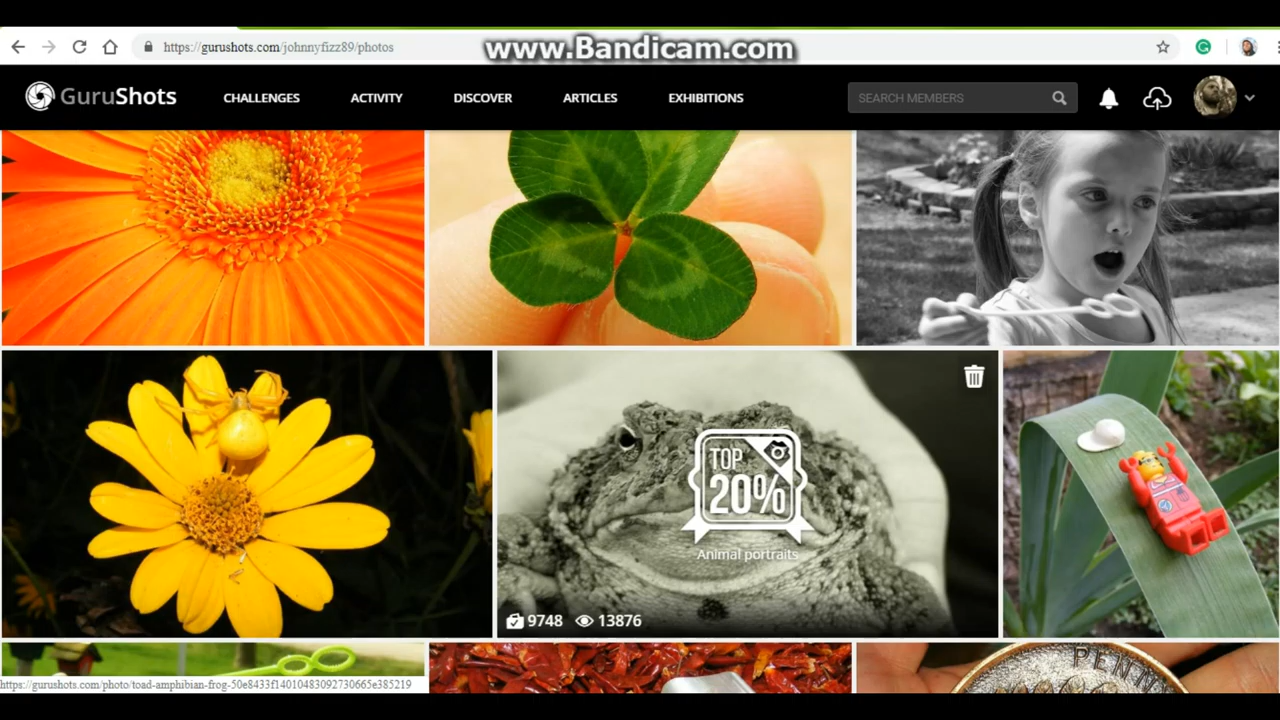 https://gurushots.com/johnnyfizz89/photos
www.Bandicam.com
GuruShots
CHALLENGES
ACTIVITY
DISCOVER
ARTICLES
EXHIBITIONS
SEARCH MEMBERS
TOP
20%
Animal portraits
9748
13876
PENN
https://gurushots.com/photo/toad-amphibian-frog-50e8433f14010483092730665e385219